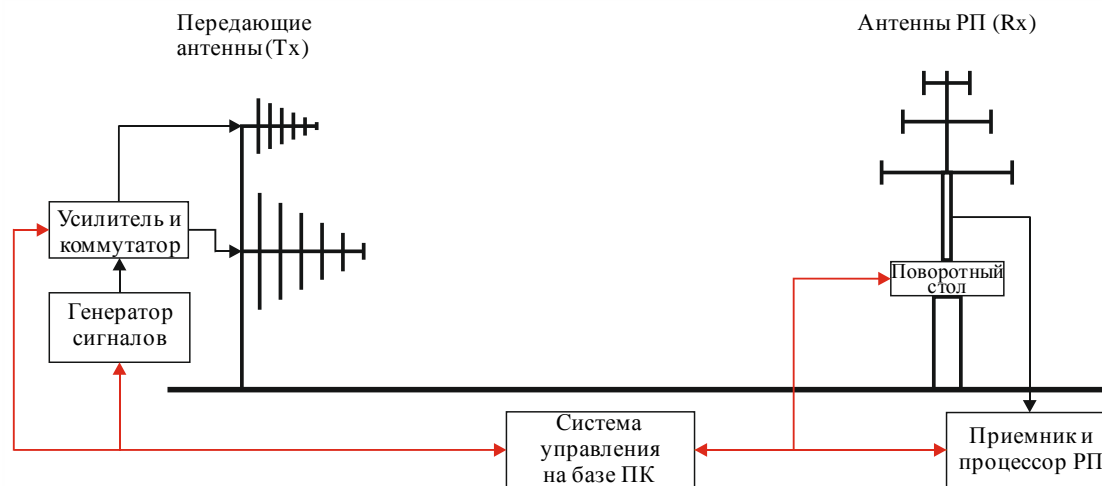 Передающие
антенны (Tx)
Антенны РП (Rx)
Усилитель и
коммутатор
Поворотный
стол
Генератор
сигналов
Система
управления
на базе ПК
Приемник и
процессор РП